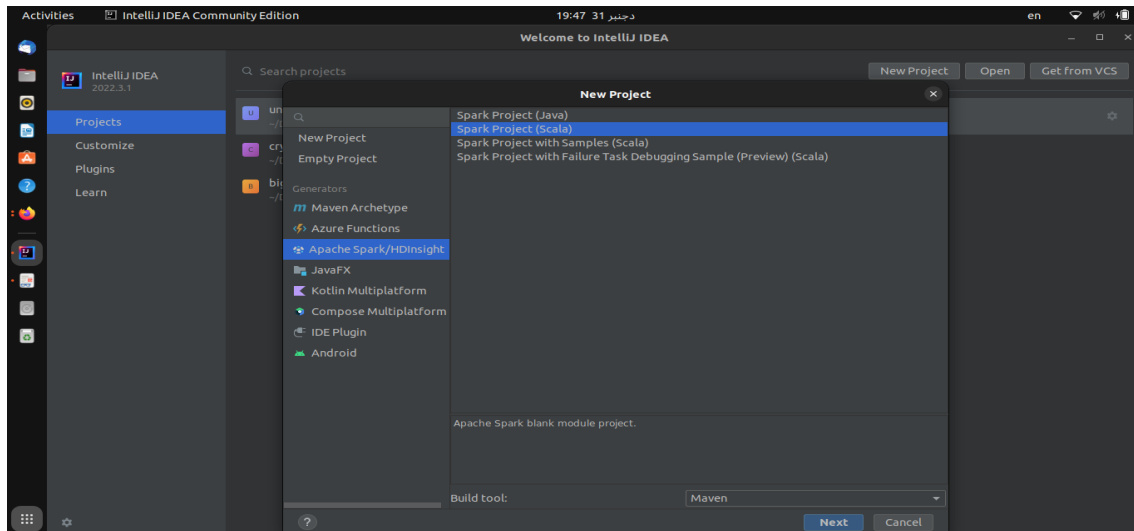 Activities
IntelliJ IDEA Community Edition
19:47 31 دجنبر
en
Welcome to IntelliJ IDEA
IntelliJ IDEA
2022.3.1
Search projects
New Project
Open
Get from VCS
Projects
Customize
Plugins
Learn
New Project
New Project
Empty Project
Generators
Maven Archetype
Azure Functions
Apache Spark/HDInsight
JavaFX
Kotlin Multiplatform
Compose Multiplatform
IDE Plugin
Android
Spark Project (Java)
Spark Project (Scala)
Spark Project with Samples (Scala)
Spark Project with Failure Task Debugging Sample (Preview) (Scala)
Apache Spark blank module project.
Build tool:
Maven
?
Next
Cancel